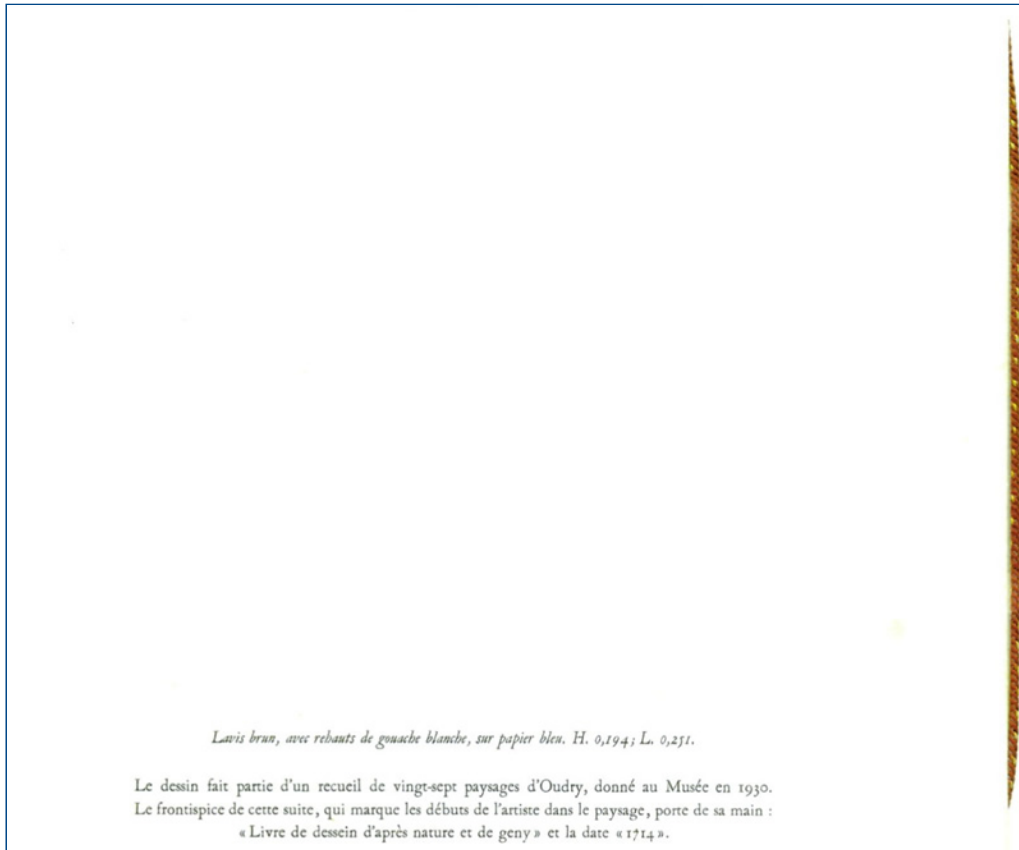 Lavis brun, avec rehauts de gouache blanche, sur papier bleu. H. 0,194; L. 0,251.
Le dessin fait partie d'un recueil de vingt-sept paysages d'Oudry, donné au Musée en 1930.
Le frontispice de cette suite, qui marque les débuts de l'artiste dans le paysage, porte de sa main :
« Livre de dessein d'après nature et de geny » et la date « 1714 ».